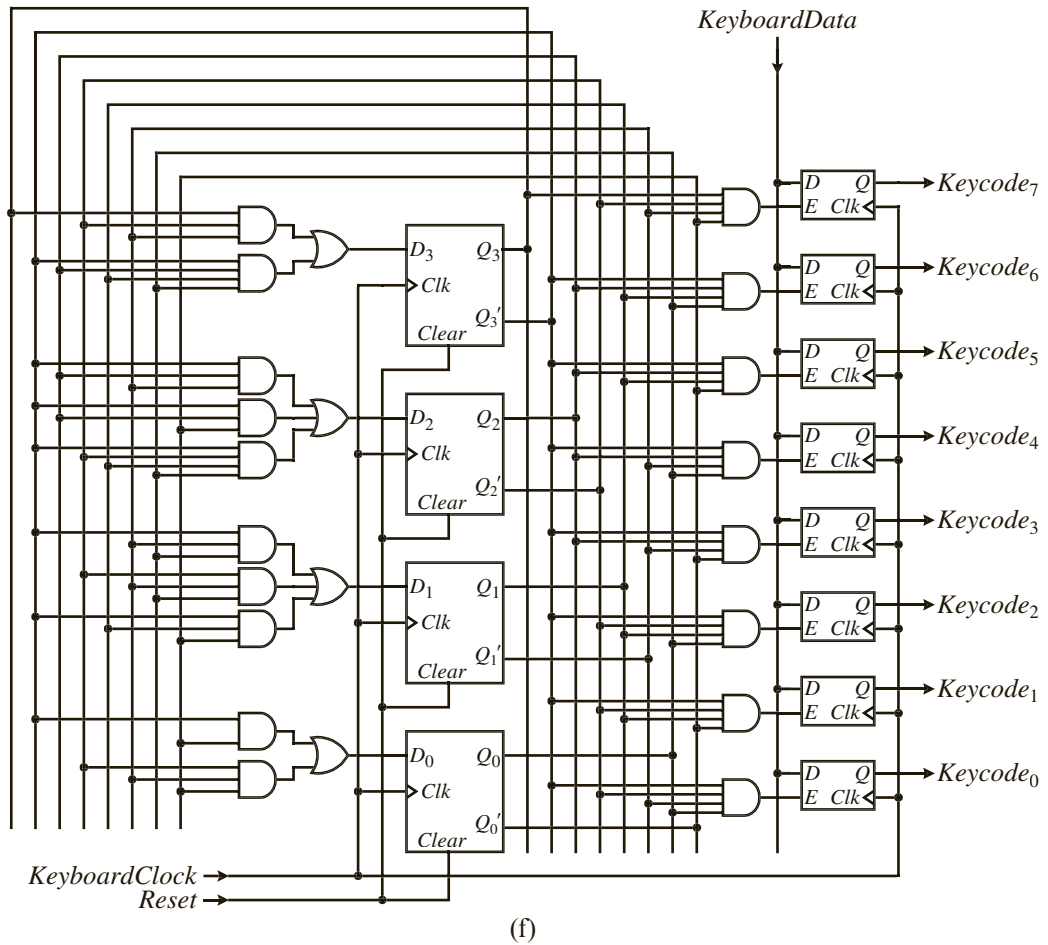 KeyboardData
D Q Keycode7
E Clk
D3 Q3
Clk
Q3′
Clear
D Q Keycode6
E Clk
D Q Keycode5
E Clk
D2 Q2
Clk
Q2′
Clear
D Q Keycode4
E Clk
D Q Keycode3
E Clk
D1 Q1
Clk
Q1′
Clear
D Q Keycode2
E Clk
D Q Keycode1
E Clk
D0 Q0
Clk
Q0′
Clear
D Q Keycode0
E Clk
KeyboardClock
Reset
(f)